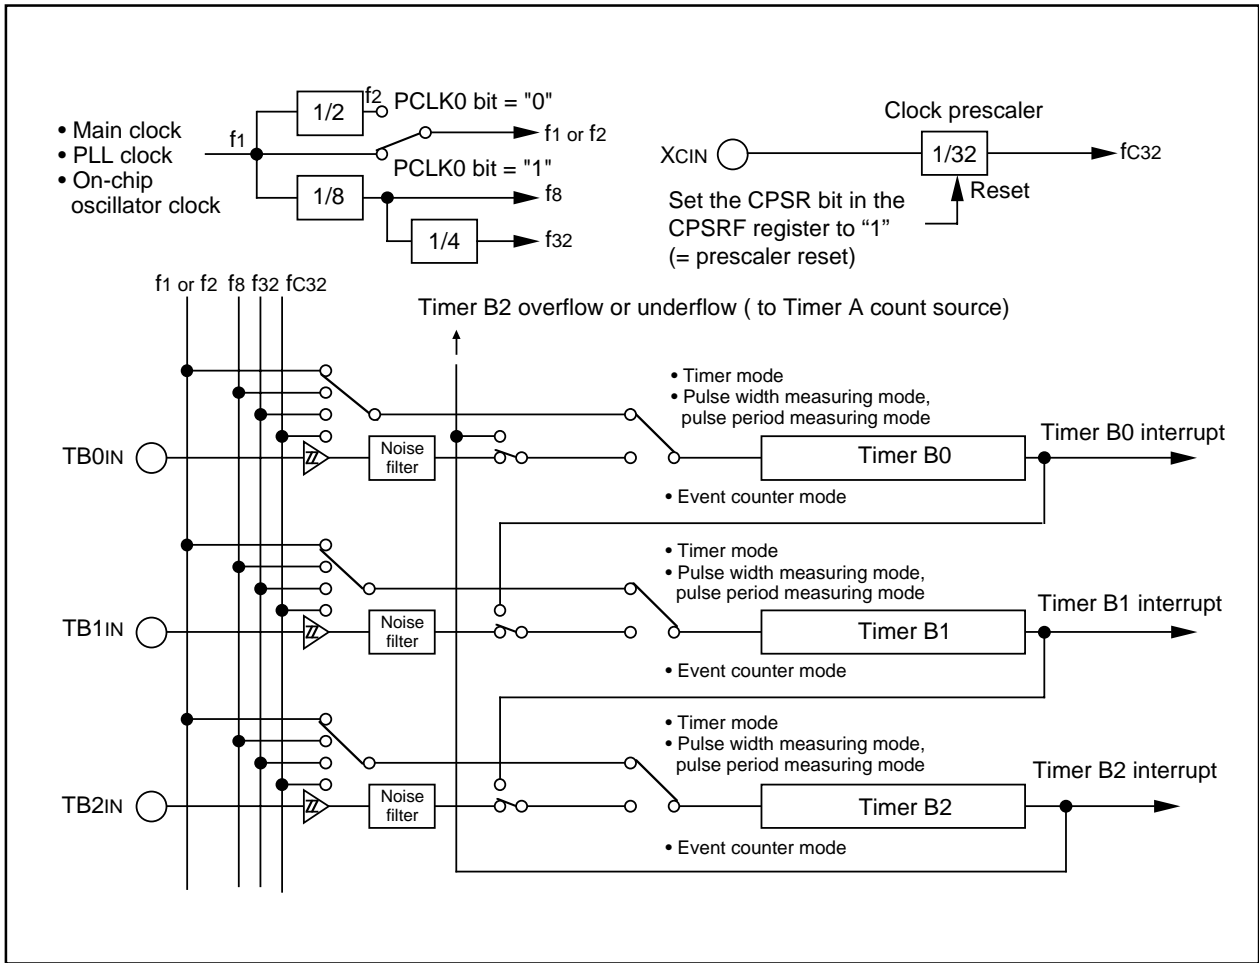 • Main clock
• PLL clock
• On-chip
oscillator clock
f1
1/2
f2
PCLK0 bit = "0"
f1 or f2
PCLK0 bit = "1"
1/8
f8
1/4
f32
Clock prescaler
XCIN
1/32
fC32
Reset
Set the CPSR bit in the
CPSRF register to “1”
(= prescaler reset)
f1 or f2 f8 f32 fC32
Timer B2 overflow or underflow ( to Timer A count source)
• Timer mode
• Pulse width measuring mode,
pulse period measuring mode
TB0IN
Noise
filter
Timer B0
Timer B0 interrupt
• Event counter mode
• Timer mode
• Pulse width measuring mode,
pulse period measuring mode
TB1IN
Noise
filter
Timer B1
Timer B1 interrupt
• Event counter mode
• Timer mode
• Pulse width measuring mode,
pulse period measuring mode
TB2IN
Noise
filter
Timer B2
Timer B2 interrupt
• Event counter mode